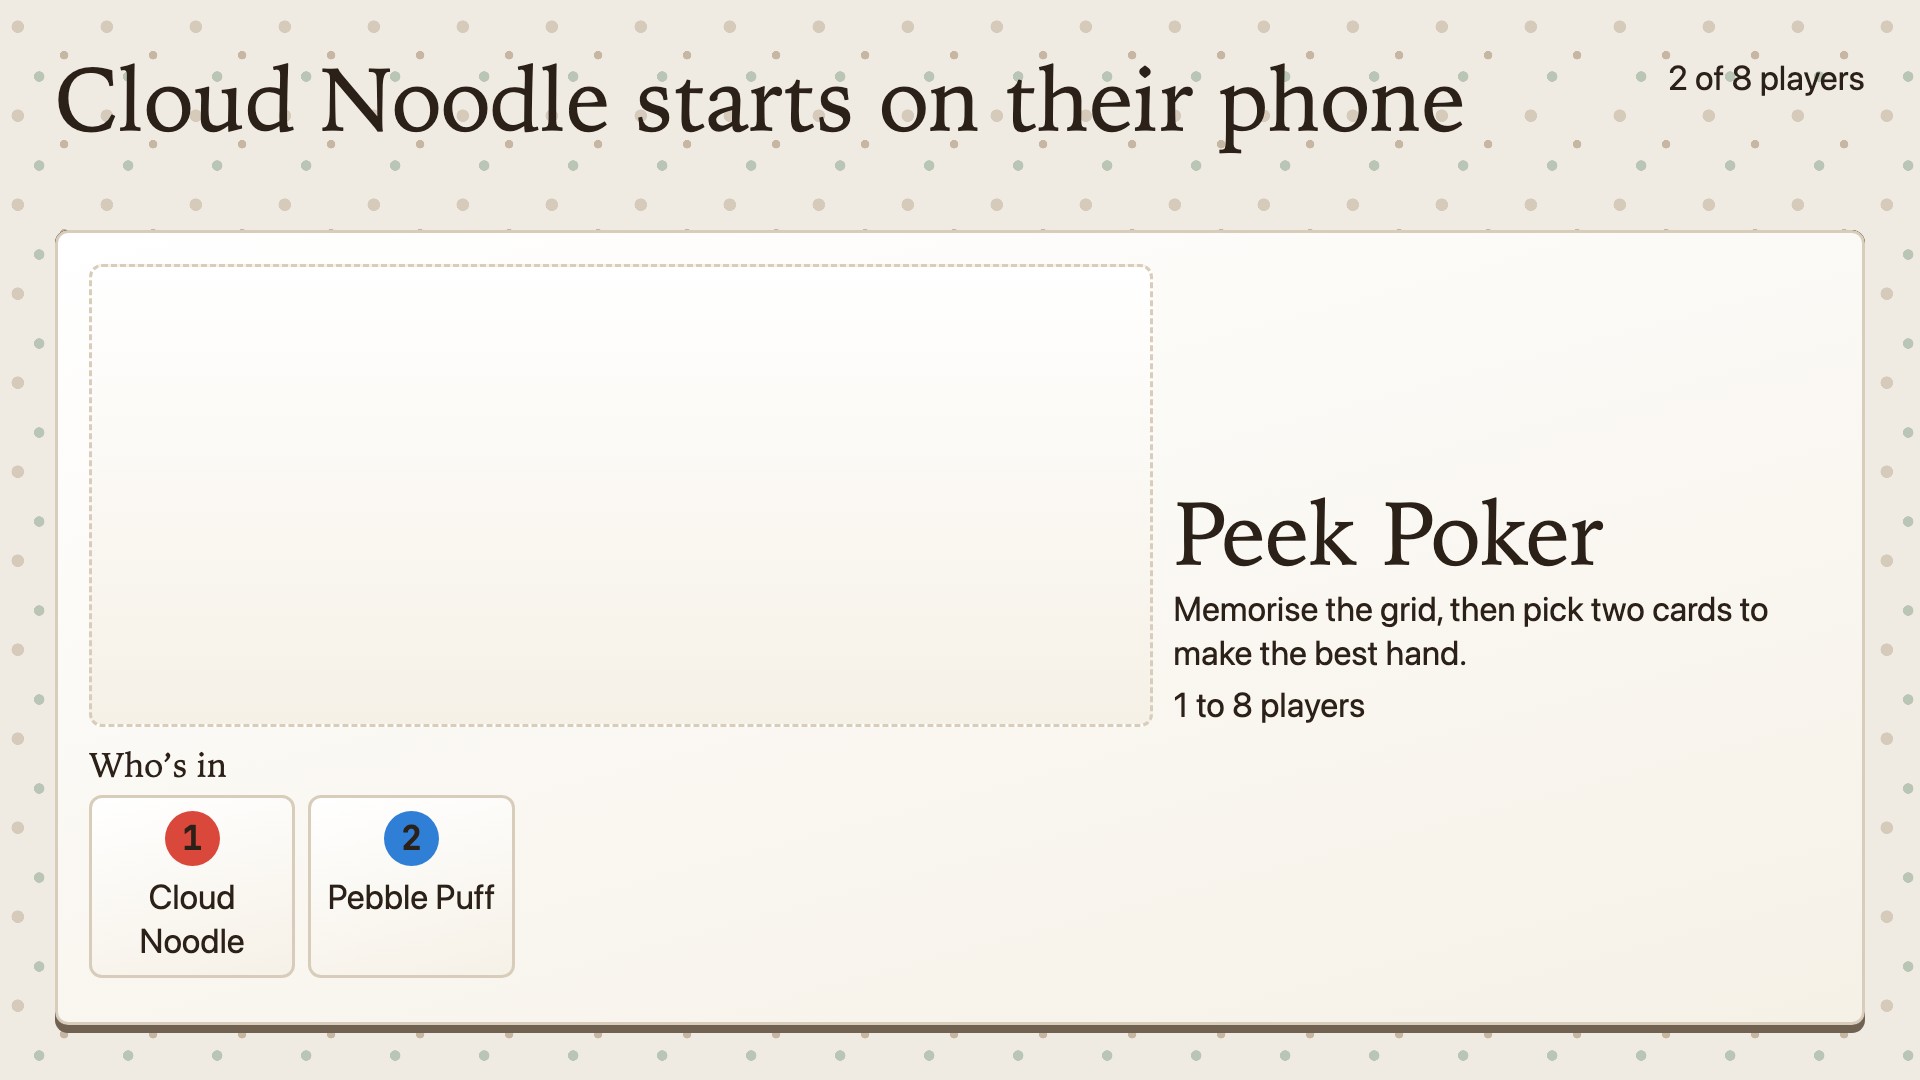 Cloud Noodle starts on their phone
2 of 8 players
Peek Poker
Memorise the grid, then pick two cards to
make the best hand.
1 to 8 players
Who’s in
1
Cloud
Noodle
2
Pebble Puff